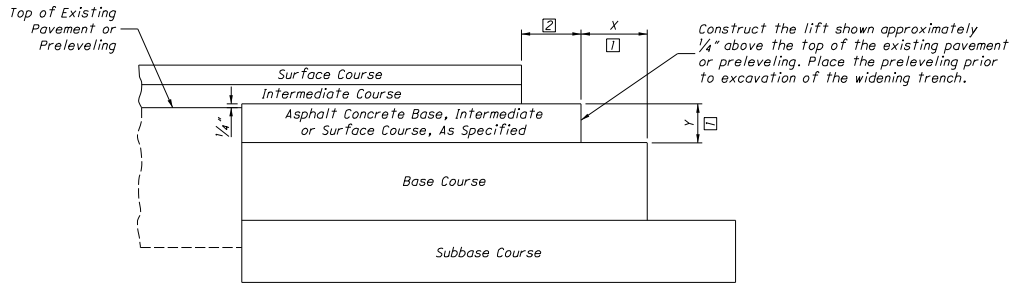 Top of Existing
Pavement or
Preleveling
2
X
1
Construct the lift shown approximately
1/4" above the top of the existing pavement
or preleveling. Place the preleveling prior
to excavation of the widening trench.
Surface Course
Intermediate Course
1/4"
Asphalt Concrete Base, Intermediate
or Surface Course, As Specified
Y
1
Base Course
Subbase Course